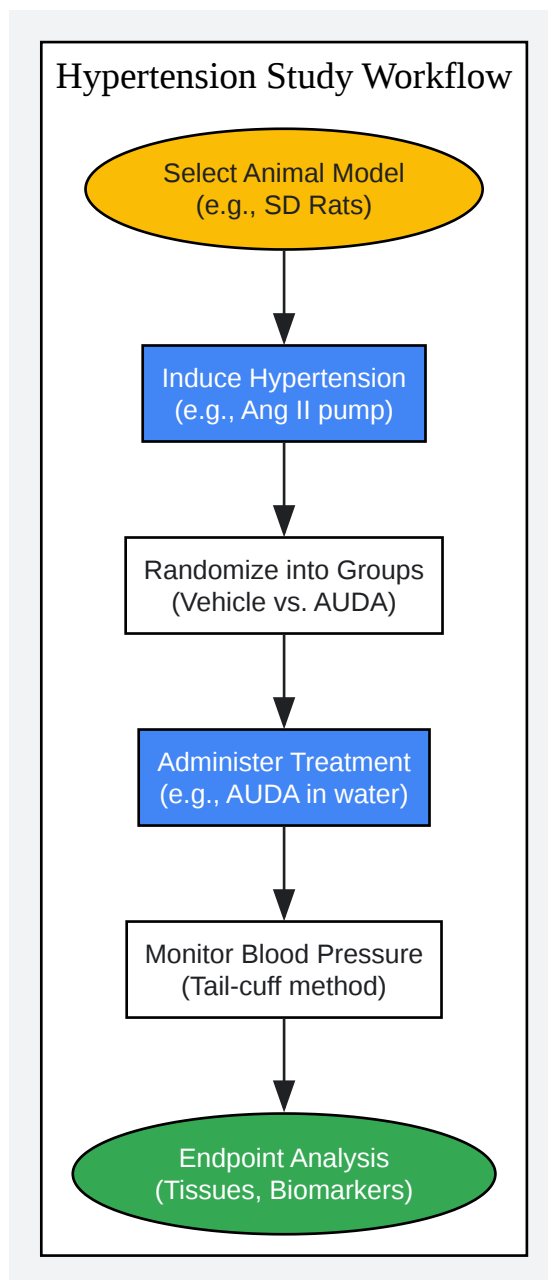 Hypertension Study Workflow
Select Animal Model
(e.g., SD Rats)
Induce Hypertension
(e.g., Ang II pump)
Randomize into Groups
(Vehicle vs. AUDA)
Administer Treatment
(e.g., AUDA in water)
Monitor Blood Pressure
(Tail-cuff method)
Endpoint Analysis
(Tissues, Biomarkers)